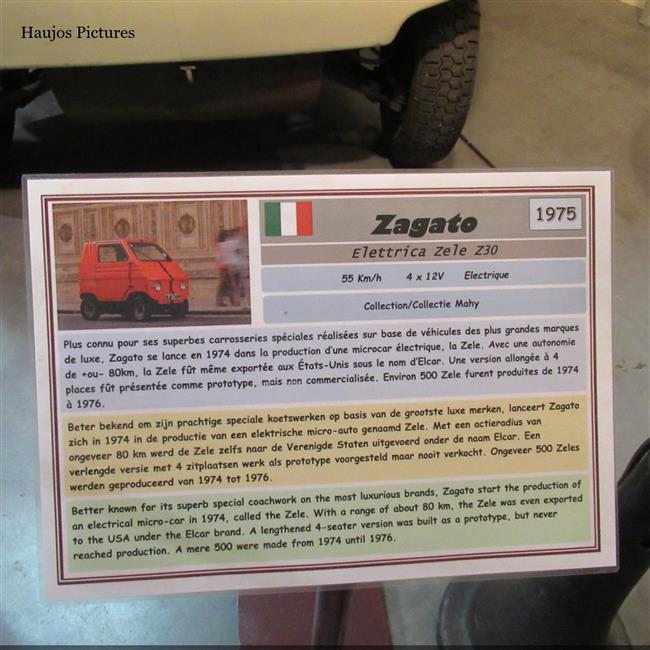 Haujos Pictures
Zagato
1975
Elettrica Zele Z30
55 Km/h 4 x 12V Electrique
Collection/Collectie Mahy
Plus connu pour ses superbes carrosseries spéciales réalisées sur base de véhicules des plus grandes marques
de luxe, Zagato se lance en 1974 dans la production d'une microcar électrique, la Zele. Avec une autonomie
de +ou- 80km, la Zele fût même exportée aux États-Unis sous le nom d'Elcar. Une version allongée à 4
places fût présentée comme prototype, mais non commercialisée. Environ 500 Zele furent produites de 1974
à 1976.
Beter bekend om zijn prachtige speciale koetswerken op basis van de grootste luxe merken, lanceert Zagato
zich in 1974 in de productie van een elektrische micro-auto genaamd Zele. Met een actieradius van
ongeveer 80 km werd de Zele zelfs naar de Verenigde Staten uitgevoerd onder de naam Elcar. Een
verlengde versie met 4 zitplaatsen werk als prototype voorgesteld maar nooit verkocht. Ongeveer 500 Zeles
werden geproduceerd van 1974 tot 1976.
Better known for its superb special coachwork on the most luxurious brands, Zagato start the production of
an electrical micro-car in 1974, called the Zele. With a range of about 80 km, the Zele was even exported
to the USA under the Elcar brand. A lengthened 4-seater version was built as a prototype, but never
reached production. A mere 500 were made from 1974 until 1976.